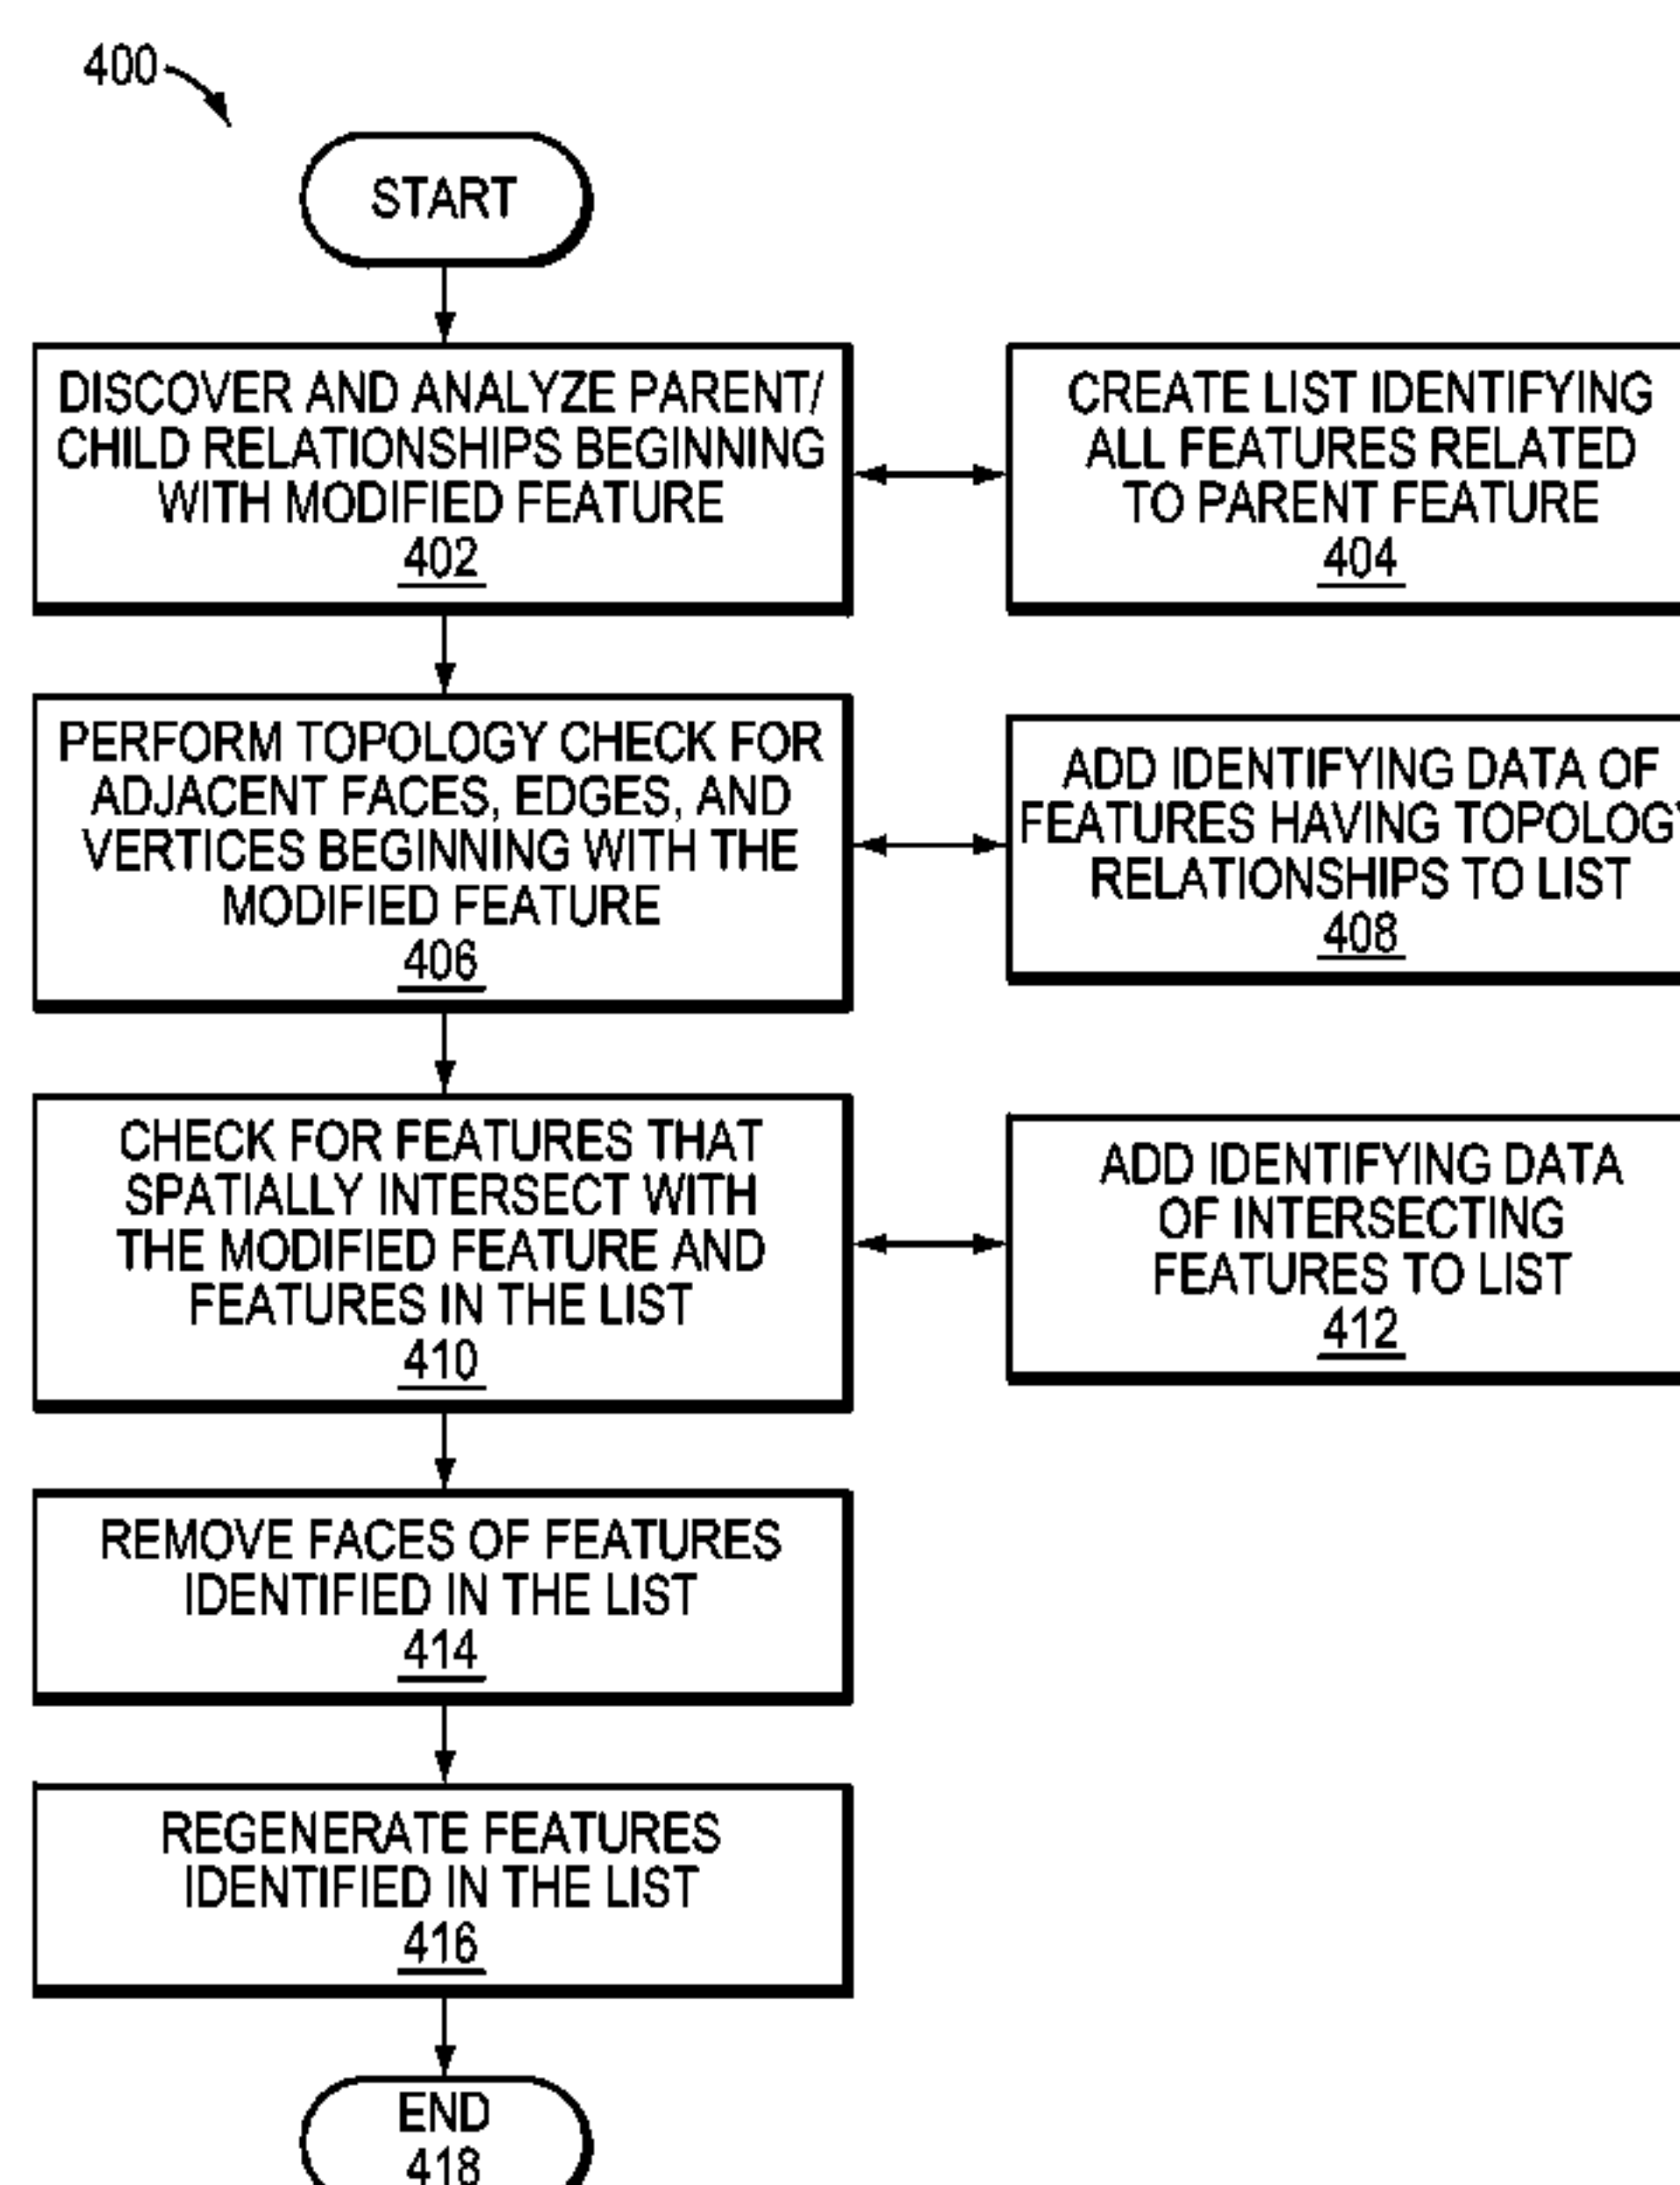 400
START
DISCOVER AND ANALYZE PARENT/
CHILD RELATIONSHIPS BEGINNING
WITH MODIFIED FEATURE
402
CREATE LIST IDENTIFYING
ALL FEATURES RELATED
TO PARENT FEATURE
404
PERFORM TOPOLOGY CHECK FOR
ADJACENT FACES, EDGES, AND
VERTICES BEGINNING WITH THE
MODIFIED FEATURE
406
ADD IDENTIFYING DATA OF
FEATURES HAVING TOPOLOGY
RELATIONSHIPS TO LIST
408
CHECK FOR FEATURES THAT
SPATIALLY INTERSECT WITH
THE MODIFIED FEATURE AND
FEATURES IN THE LIST
410
ADD IDENTIFYING DATA
OF INTERSECTING
FEATURES TO LIST
412
REMOVE FACES OF FEATURES
IDENTIFIED IN THE LIST
414
REGENERATE FEATURES
IDENTIFIED IN THE LIST
416
END
418